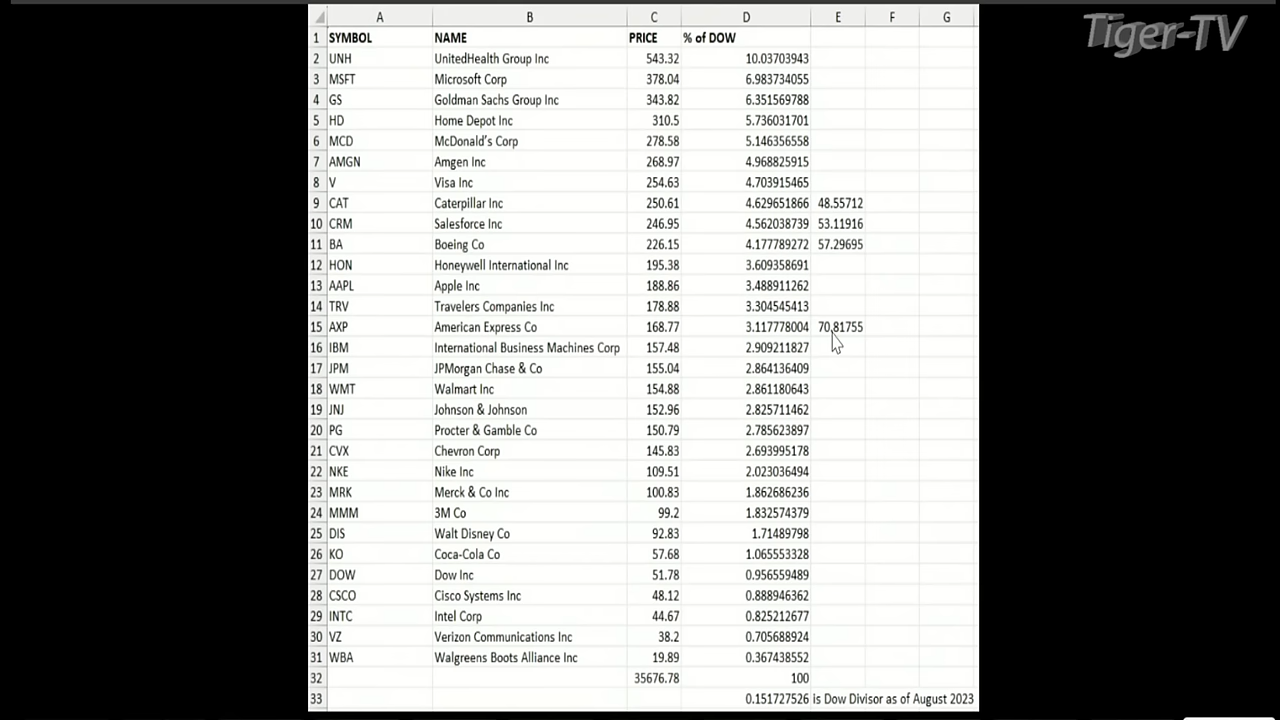 Tiger-TV
A B C D E F G
1 SYMBOL NAME PRICE % of DOW
2 UNH UnitedHealth Group Inc 543.32 10.03703943
3 MSFT Microsoft Corp 378.04 6.983734055
4 GS Goldman Sachs Group Inc 343.82 6.351569788
5 HD Home Depot Inc 310.5 5.736031701
6 MCD McDonald's Corp 278.58 5.146356558
7 AMGN Amgen Inc 268.97 4.968825915
8 V Visa Inc 254.63 4.703915465
9 CAT Caterpillar Inc 250.61 4.629651866 48.55712
10 CRM Salesforce Inc 246.95 4.562038739 53.11916
11 BA Boeing Co 226.15 4.177789272 57.29695
12 HON Honeywell International Inc 195.38 3.609358691
13 AAPL Apple Inc 188.86 3.488911262
14 TRV Travelers Companies Inc 178.88 3.304545413
15 AXP American Express Co 168.77 3.117778004 70.81755
16 IBM International Business Machines Corp 157.48 2.909211827
17 JPM JPMorgan Chase & Co 155.04 2.864136409
18 WMT Walmart Inc 154.88 2.861180643
19 JNJ Johnson & Johnson 152.96 2.825711462
20 PG Procter & Gamble Co 150.79 2.785623897
21 CVX Chevron Corp 145.83 2.693995178
22 NKE Nike Inc 109.51 2.023036494
23 MRK Merck & Co Inc 100.83 1.862686236
24 MMM 3M Co 99.2 1.832574379
25 DIS Walt Disney Co 92.83 1.71489798
26 KO Coca-Cola Co 57.68 1.065553328
27 DOW Dow Inc 51.78 0.956559489
28 CSCO Cisco Systems Inc 48.12 0.888946362
29 INTC Intel Corp 44.67 0.825212677
30 VZ Verizon Communications Inc 38.2 0.705688924
31 WBA Walgreens Boots Alliance Inc 19.89 0.367438552
32 35676.78 100
33 0.151727526 is Dow Divisor as of August 2023